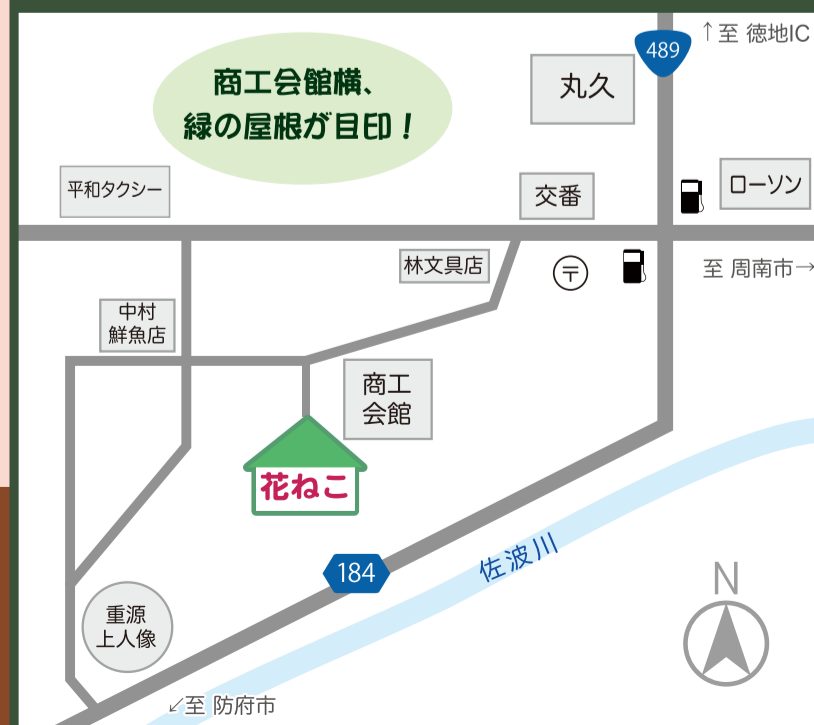 ↑至 徳地IC
489
商工会館横、
緑の屋根が目印！
丸久
平和タクシー
交番
ローソン
林文具店
〒
至 周南市→
中村
鮮魚店
商工
会館
花ねこ
184
佐波川
N
重源
上人像
↙至 防府市